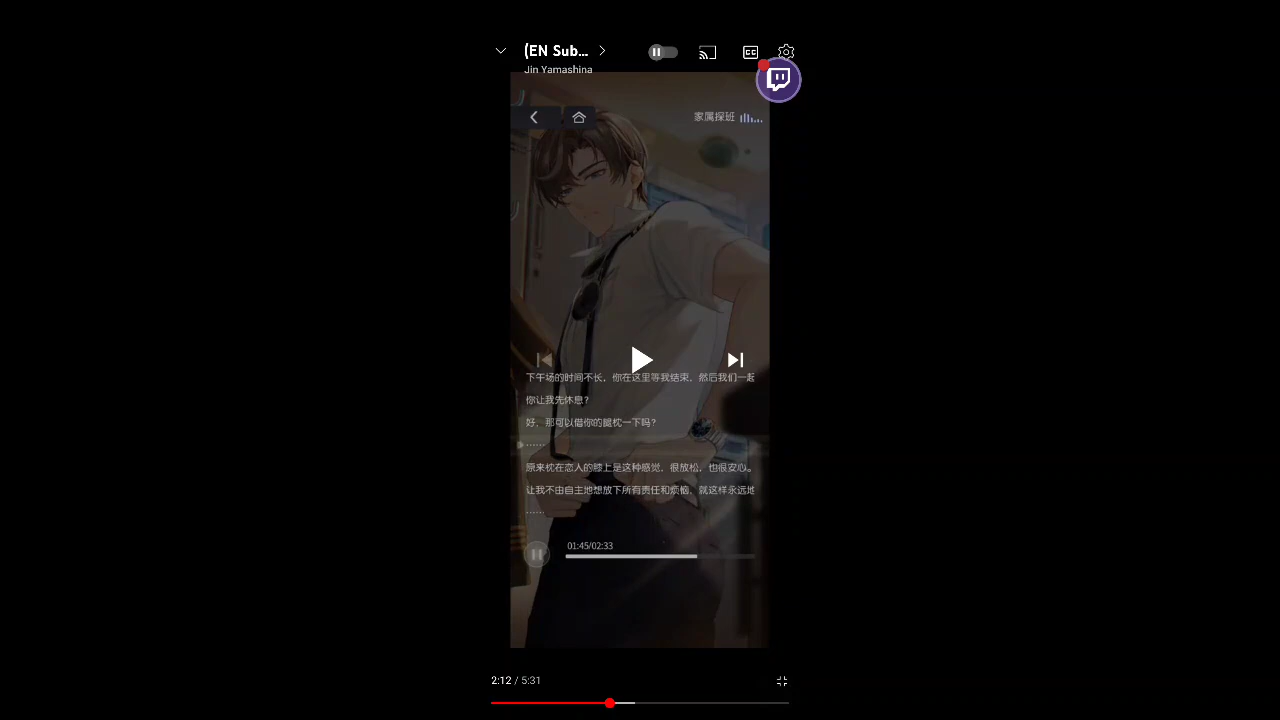 (EN Sub...
Jin Yamashina
家属探班
下午场的时间不长，你在这里等我结束，然后我们一起
你让我先休息？
好，那可以借你的腿枕一下吗？
......
原来枕在恋人的膝上是这种感觉，很放松，也很安心。
让我不由自主地想放下所有责任和烦恼，就这样永远地
......
01:45/02:33
2:12 / 5:31